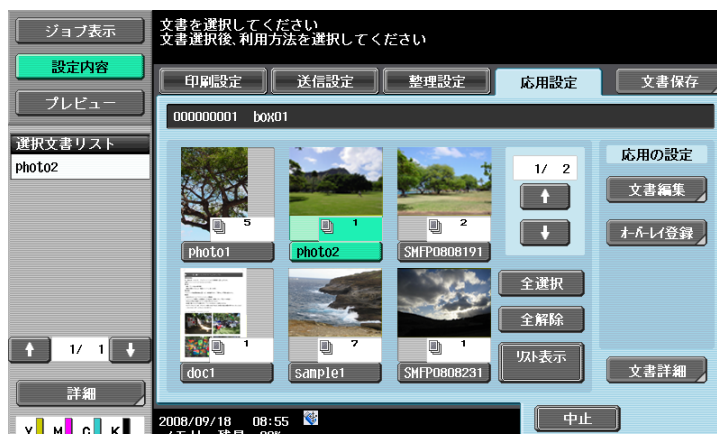 ジョブ表示
設定内容
プレビュー
選択文書リスト
photo2
1/ 1
詳細
Y M C K
文書を選択してください
文書選択後、利用方法を選択してください
印刷設定 送信設定 整理設定 応用設定 文書保存
000000001 box01
5 1 2
photo1 photo2 SMFP0808191
1 7 1
doc1 sample1 SMFP0808231
1/ 2
全選択
全解除
リスト表示
応用の設定
文書編集
オーバーレイ登録
文書詳細
2008/09/18 08:55
中止